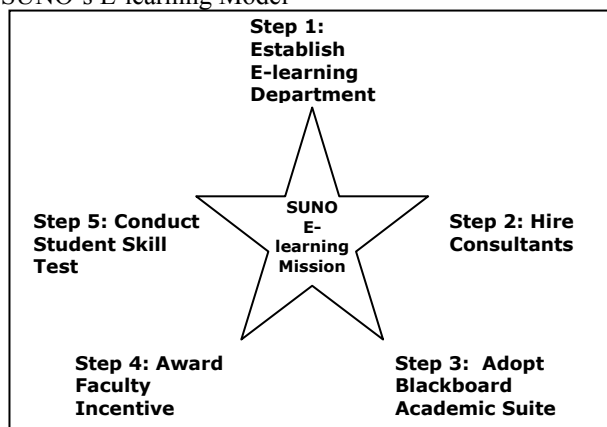 SUNO's E-learning Model
Step 1:
Establish
E-learning
Department
SUNO
E-
learning
Mission
Step 2: Hire
Consultants
Step 3: Adopt
Blackboard
Academic Suite
Step 4: Award
Faculty
Incentive
Step 5: Conduct
Student Skill
Test